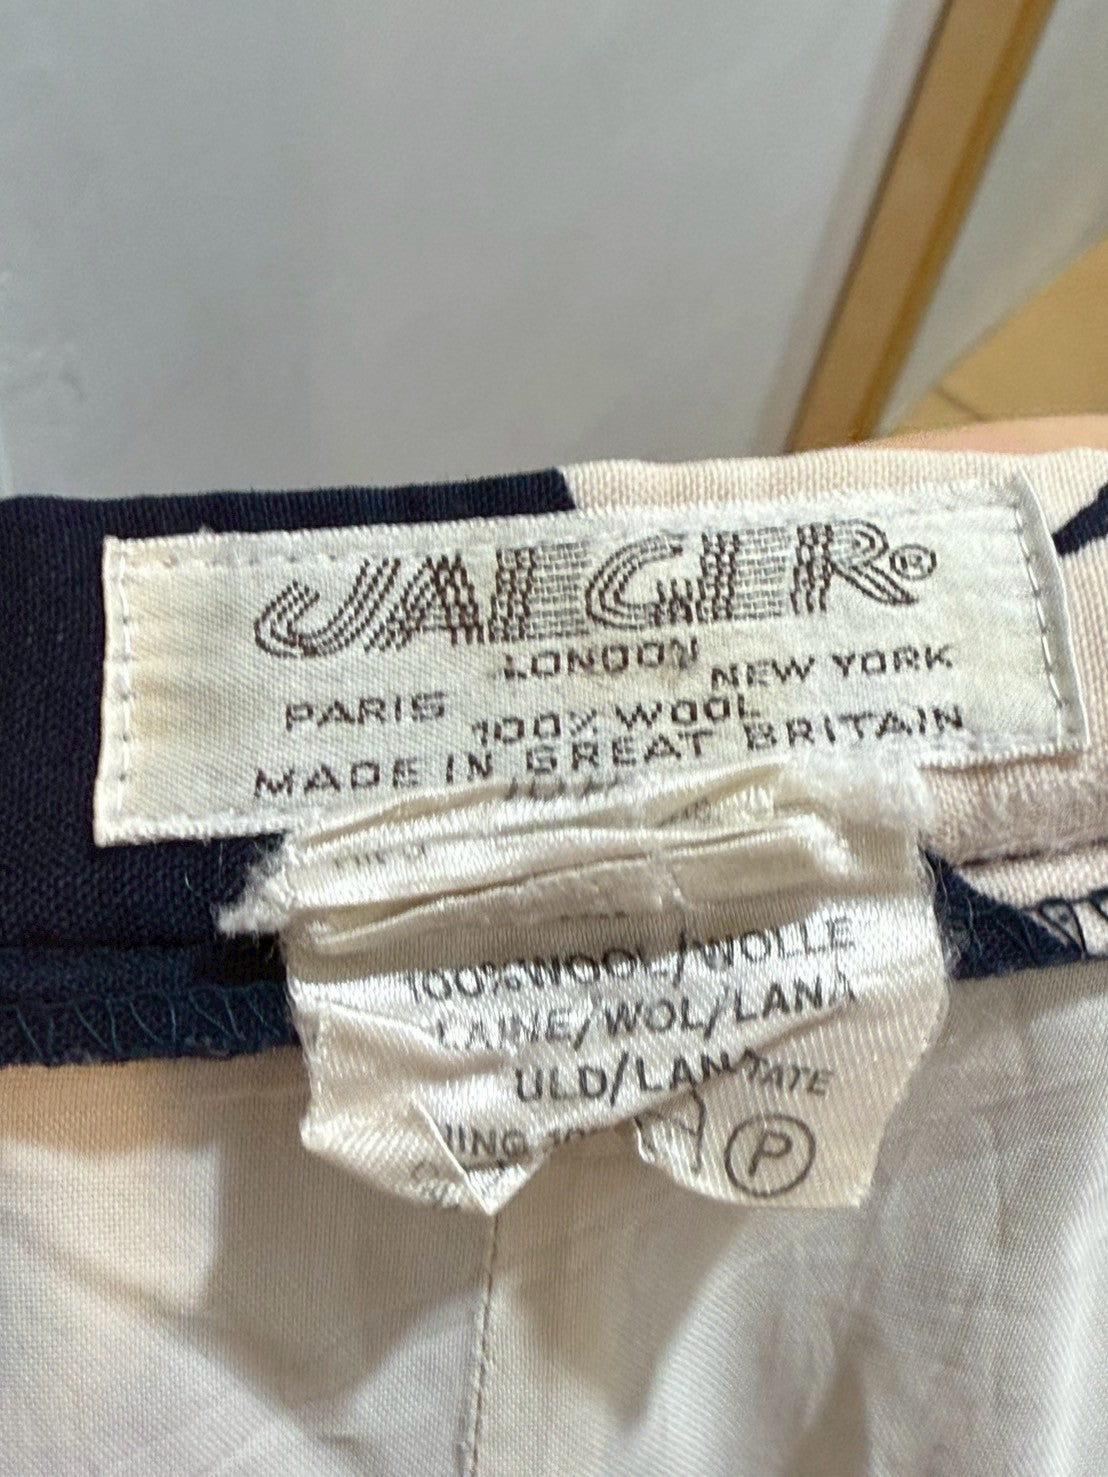 JAEGER®
LONDON
PARIS NEW YORK
100% WOOL
MADE IN GREAT BRITAIN
100% WOOL/WOLLE
LAINE/WOL/LANA
ULD/LANA
P